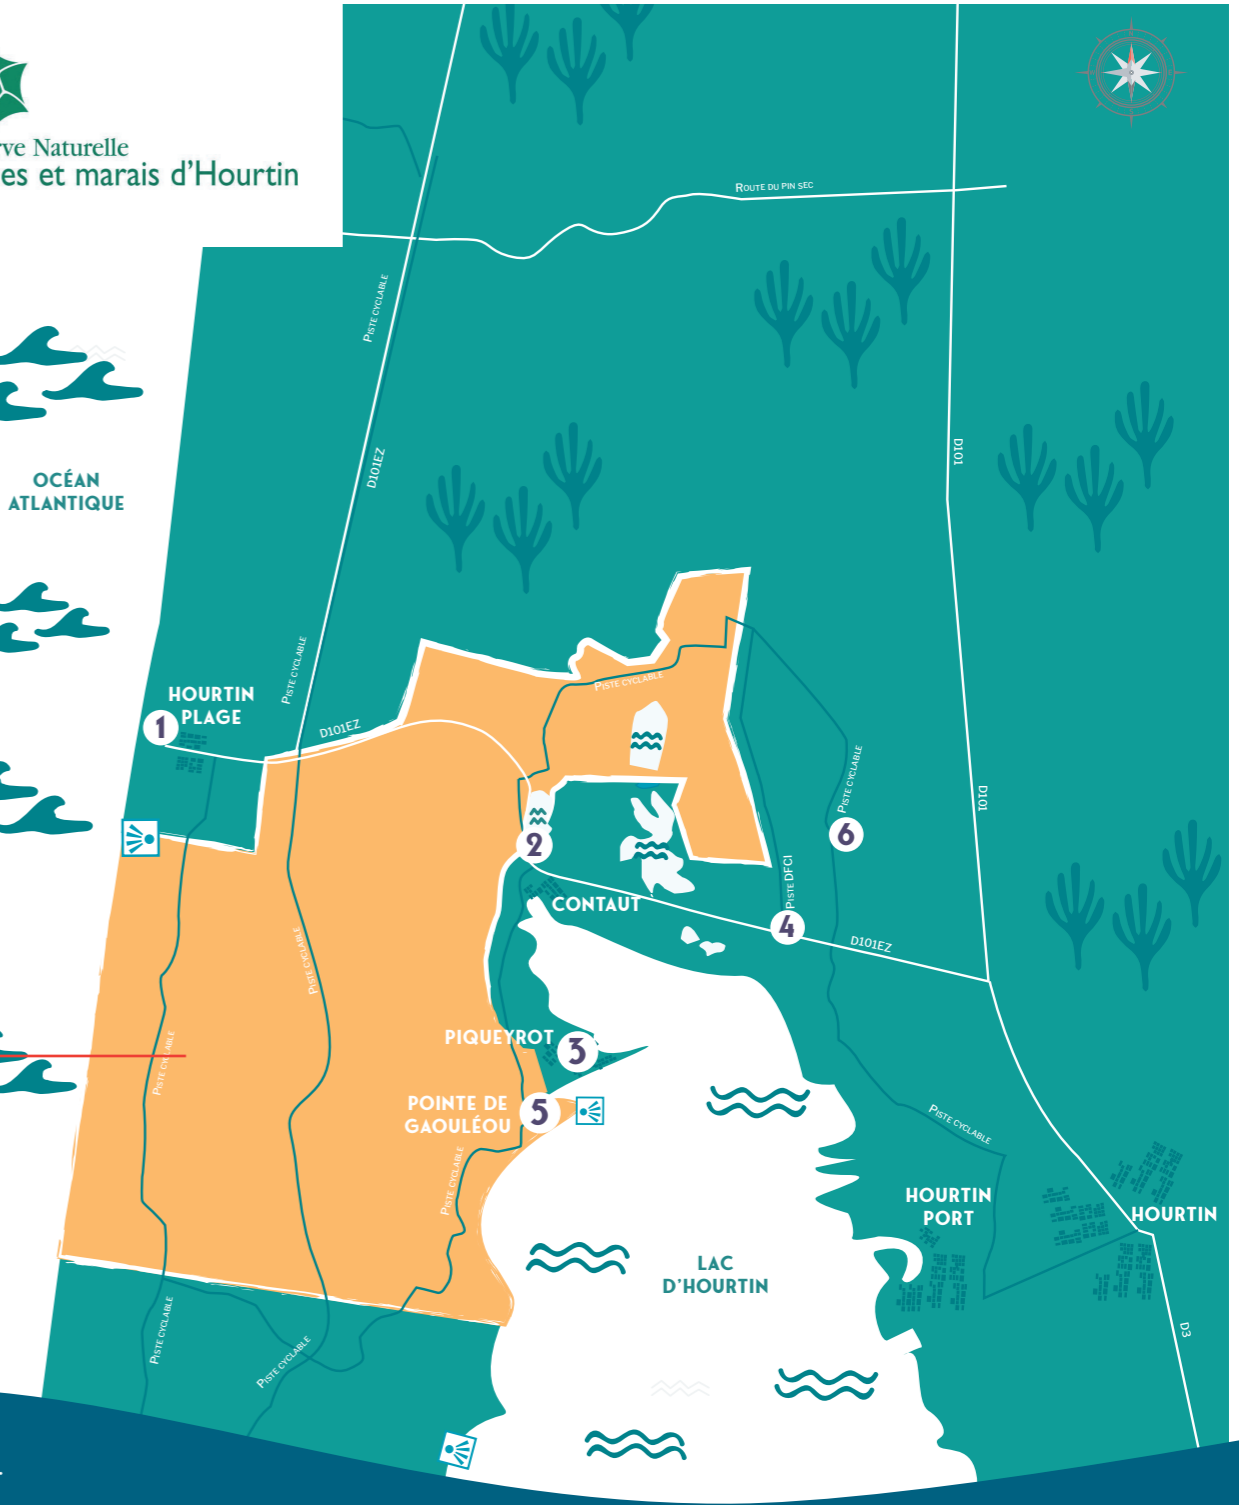 rve Naturelle
es et marais d'Hourtin
ROUTE DU PIN SEC
PISTE CYCLABLE
D101EZ
D101
OCÉAN
ATLANTIQUE
PISTE CYCLABLE
HOURTIN
PLAGE
1
D101EZ
PISTE CYCLABLE
D101
PISTE CYCLABLE
2
6
PISTE DFCI
CONTAUT
4
D101EZ
PISTE CYCLABLE
PISTE CYCLABLE
PIQUEYROT
3
POINTE DE
GAOULÉOU
5
PISTE CYCLABLE
PISTE CYCLABLE
HOURTIN
PORT
HOURTIN
LAC
D'HOURTIN
PISTE CYCLABLE
PISTE CYCLABLE
D3